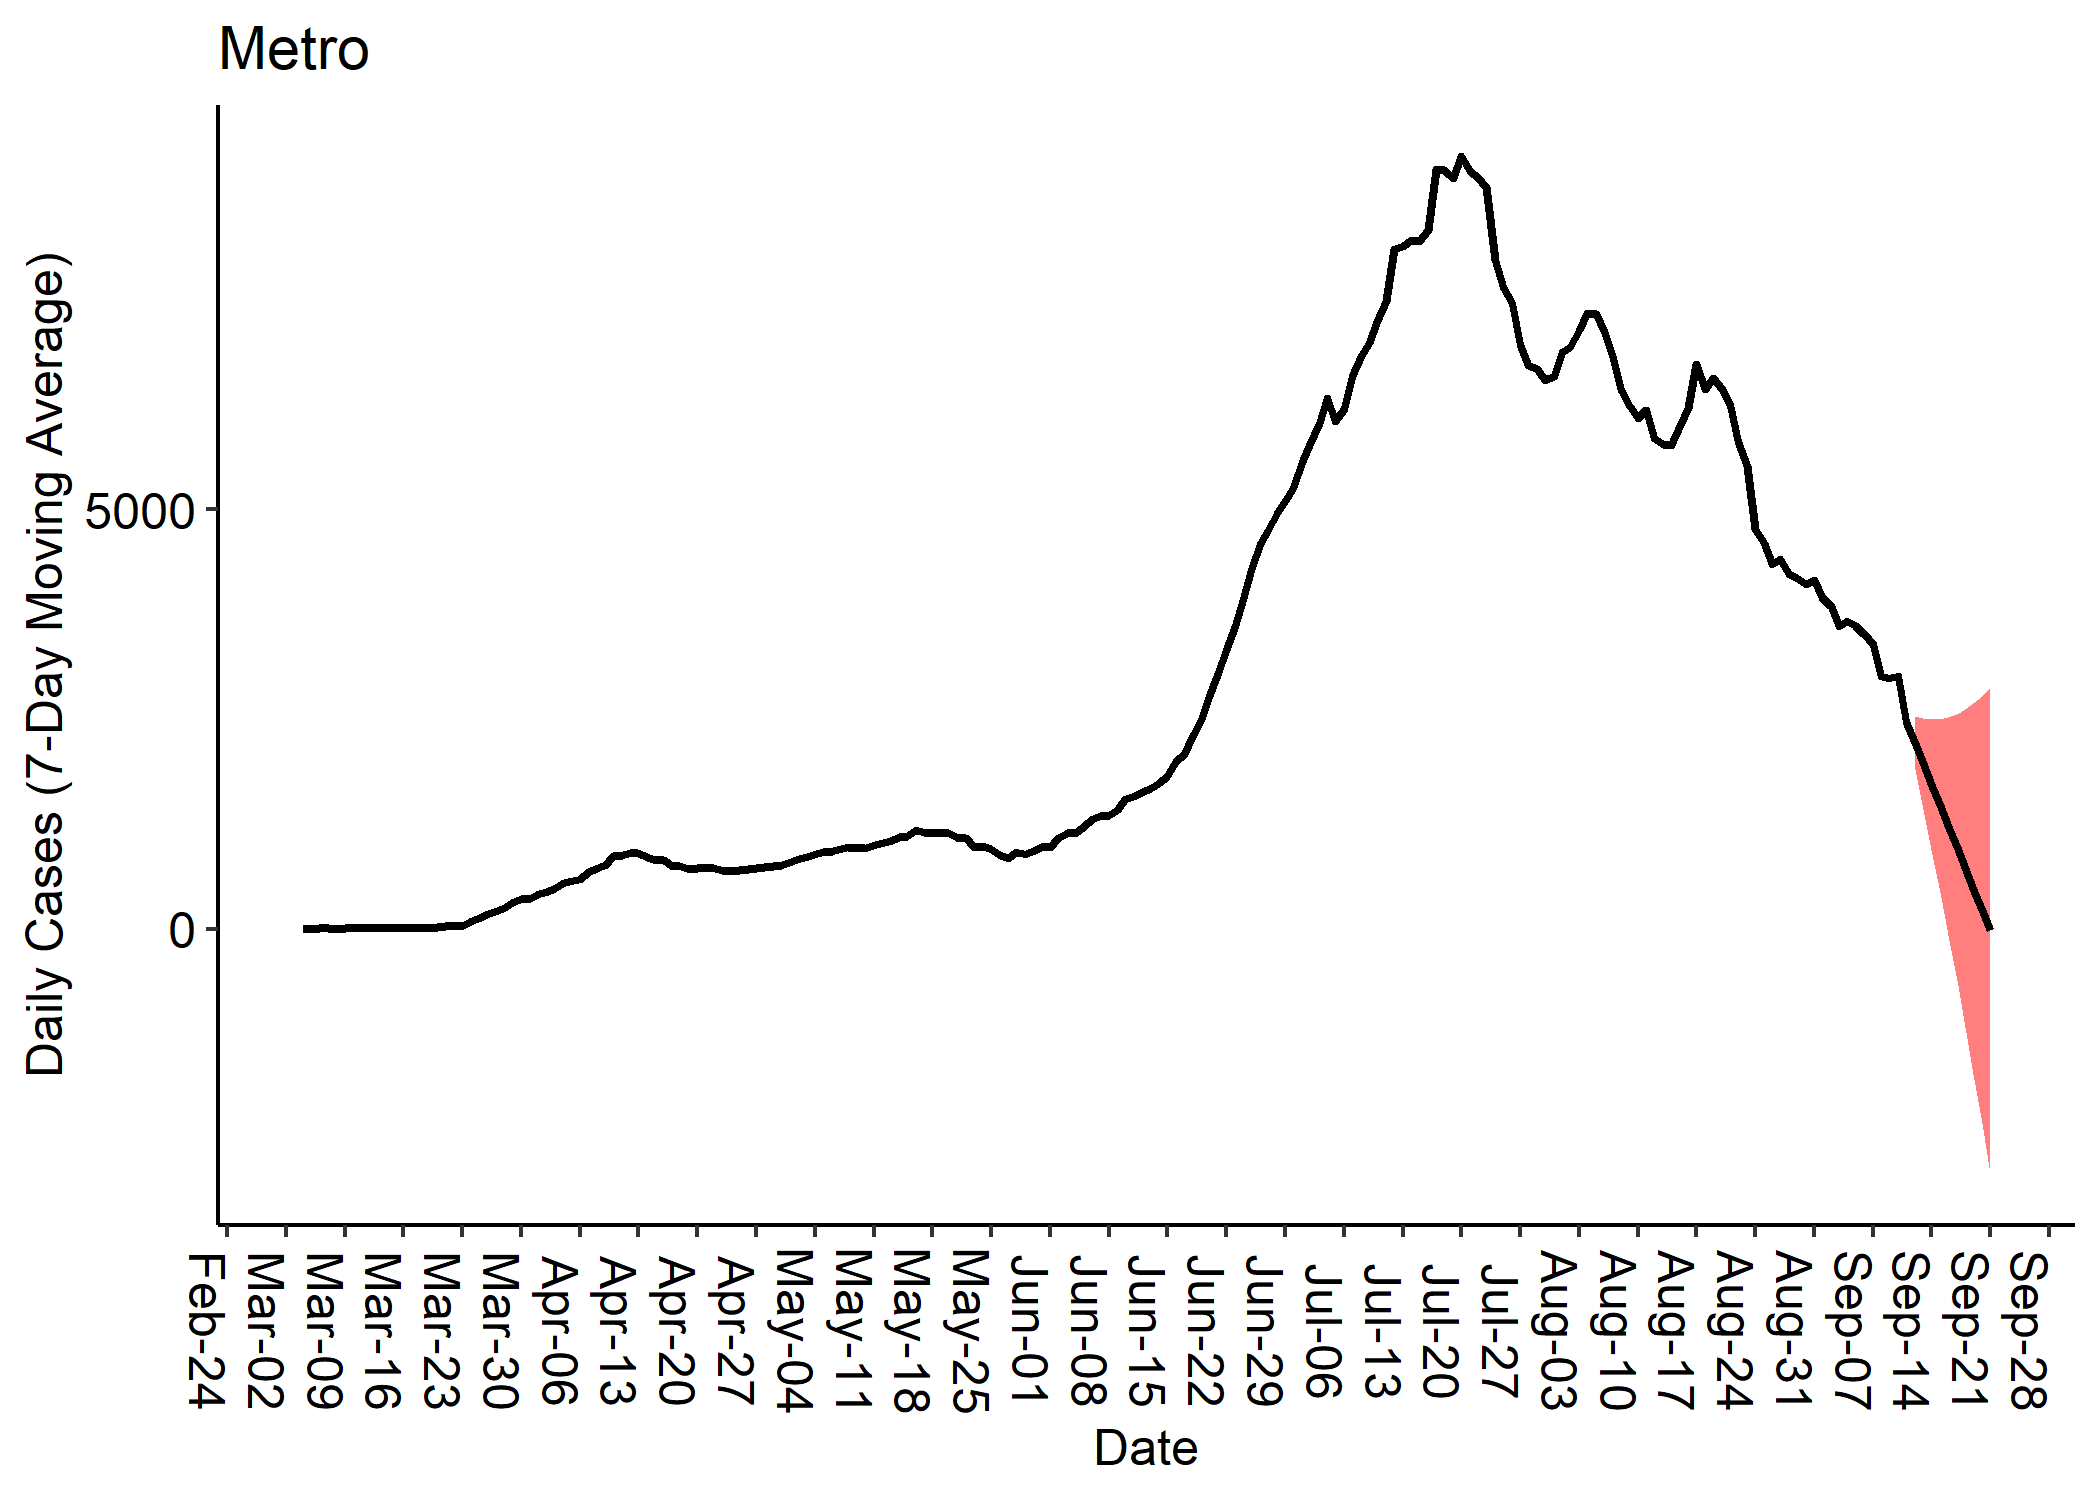 Metro
Daily Cases (7-Day Moving Average)
5000
0
Feb-24
Mar-02
Mar-09
Mar-16
Mar-23
Mar-30
Apr-06
Apr-13
Apr-20
Apr-27
May-04
May-11
May-18
May-25
Jun-01
Jun-08
Jun-15
Jun-22
Jun-29
Jul-06
Jul-13
Jul-20
Jul-27
Aug-03
Aug-10
Aug-17
Aug-24
Aug-31
Sep-07
Sep-14
Sep-21
Sep-28
Date